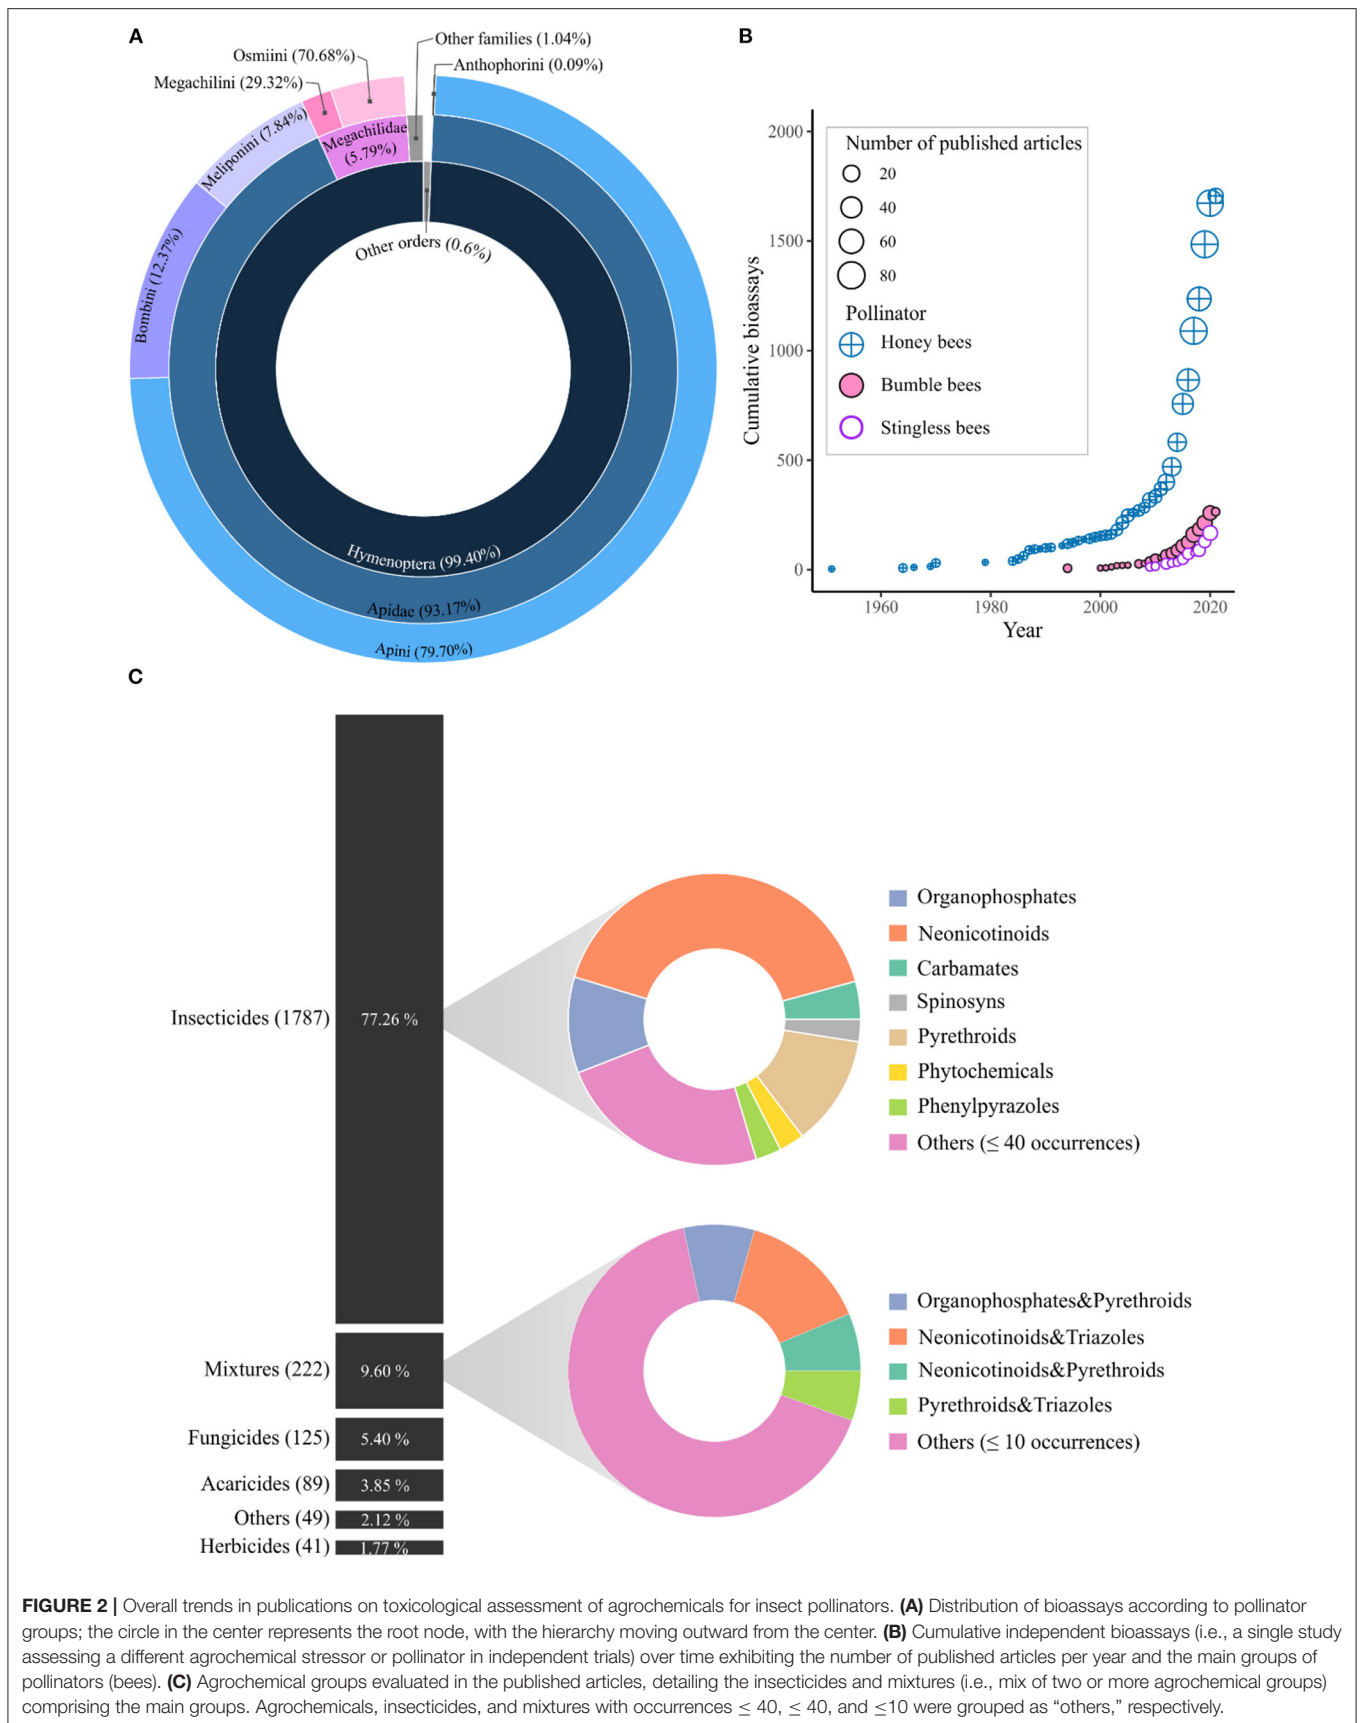 A
Other families (1.04%)
Osmiini (70.68%)
Anthophorini (0.09%)
Megachilini (29.32%)
Meliponini (7.84%)
Megachilidae
(5.79%)
Bombini (12.37%)
Other orders (0.6%)
Hymenoptera (99.40%)
Apidae (93.17%)
Apini (79.70%)
B
2000
1500
1000
500
0
Cumulative bioassays
Number of published articles
20
40
60
80
Pollinator
Honey bees
Bumble bees
Stingless bees
1960
1980
2000
2020
Year
C
Insecticides (1787)
77.26 %
Mixtures (222)
9.60 %
Fungicides (125)
5.40 %
Acaricides (89)
3.85 %
Others (49)
2.12 %
Herbicides (41)
1.77 %
Organophosphates
Neonicotinoids
Carbamates
Spinosyns
Pyrethroids
Phytochemicals
Phenylpyrazoles
Others (≤ 40 occurrences)
Organophosphates&Pyrethroids
Neonicotinoids&Triazoles
Neonicotinoids&Pyrethroids
Pyrethroids&Triazoles
Others (≤ 10 occurrences)
FIGURE 2 | Overall trends in publications on toxicological assessment of agrochemicals for insect pollinators. (A) Distribution of bioassays according to pollinator
groups; the circle in the center represents the root node, with the hierarchy moving outward from the center. (B) Cumulative independent bioassays (i.e., a single study
assessing a different agrochemical stressor or pollinator in independent trials) over time exhibiting the number of published articles per year and the main groups of
pollinators (bees). (C) Agrochemical groups evaluated in the published articles, detailing the insecticides and mixtures (i.e., mix of two or more agrochemical groups)
comprising the main groups. Agrochemicals, insecticides, and mixtures with occurrences ≤ 40, ≤ 40, and ≤10 were grouped as “others,” respectively.